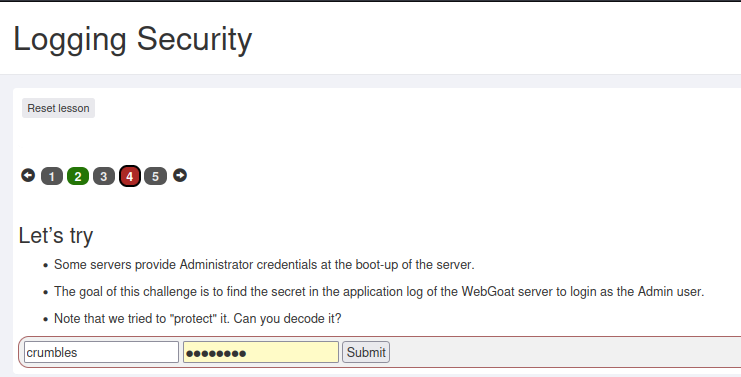 Logging Security
Reset lesson
1 2 3 4 5
Let’s try
Some servers provide Administrator credentials at the boot-up of the server.
The goal of this challenge is to find the secret in the application log of the WebGoat server to login as the Admin user.
Note that we tried to "protect" it. Can you decode it?
crumbles ●●●●●●●● Submit